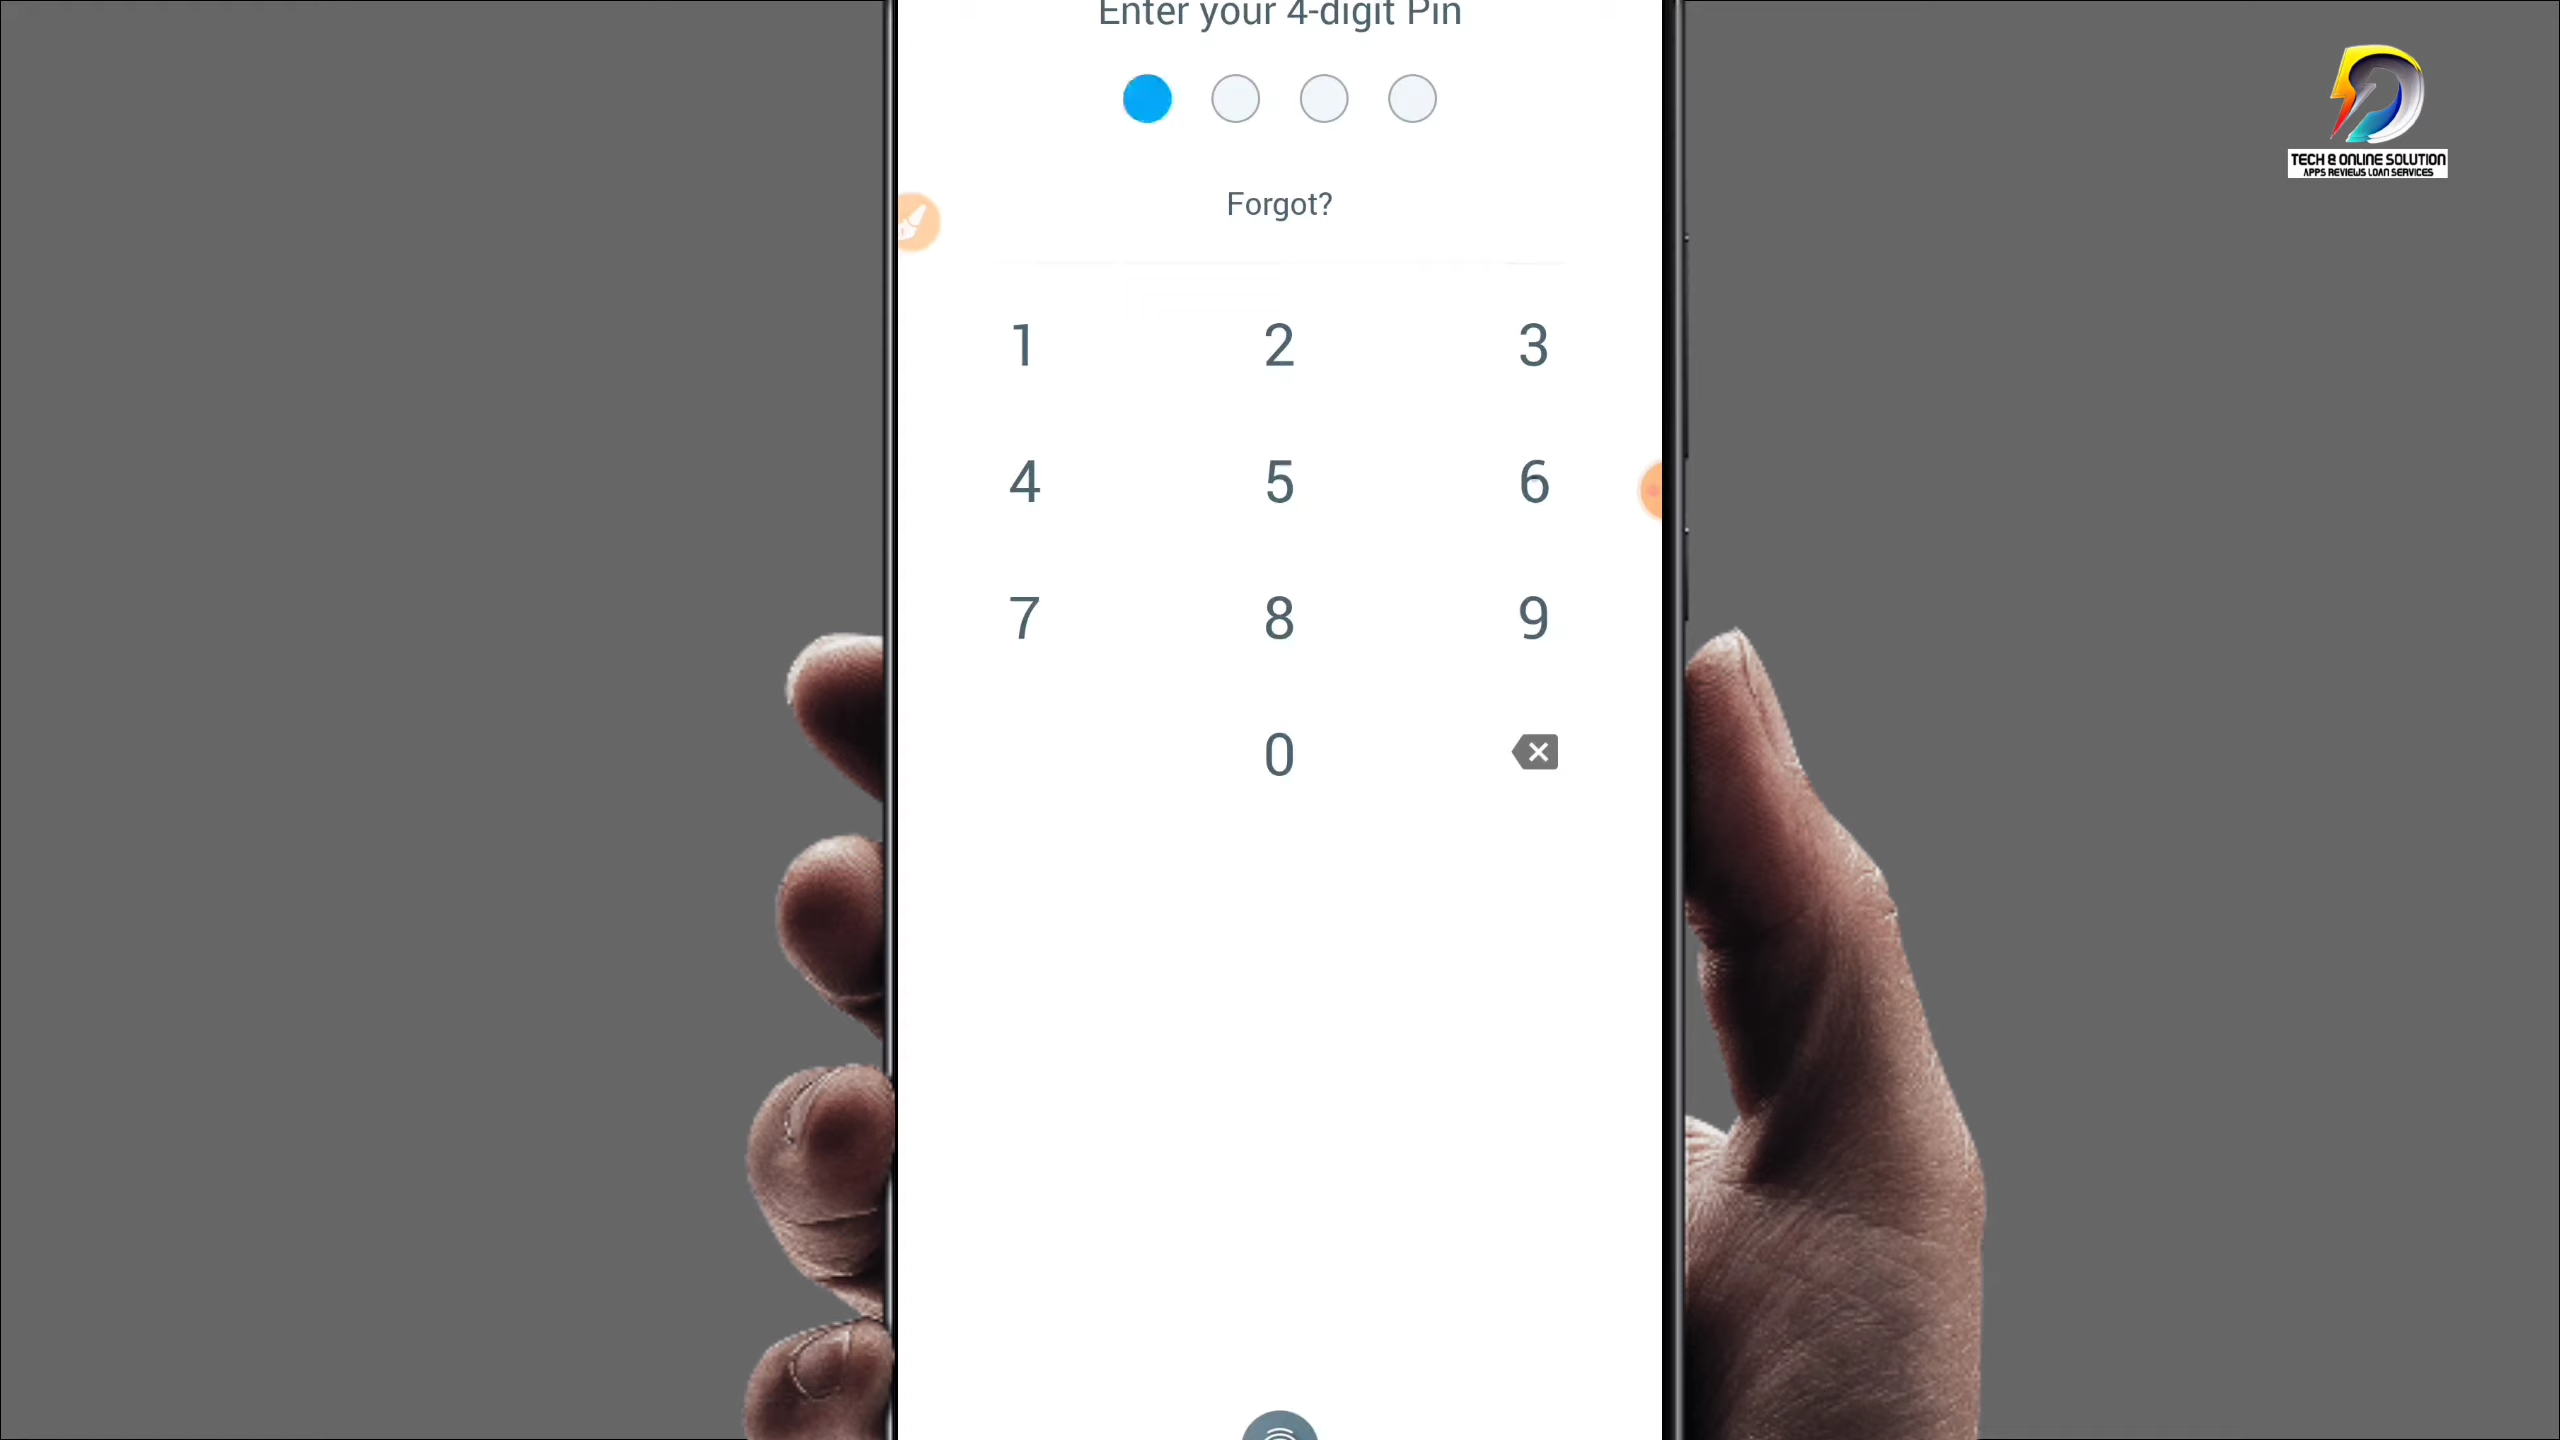 Enter your 4-digit Pin
TECH & ONLINE SOLUTION
APPS REVIEWS LOAN SERVICES
Forgot?
1 2 3
4 5 6
7 8 9
0